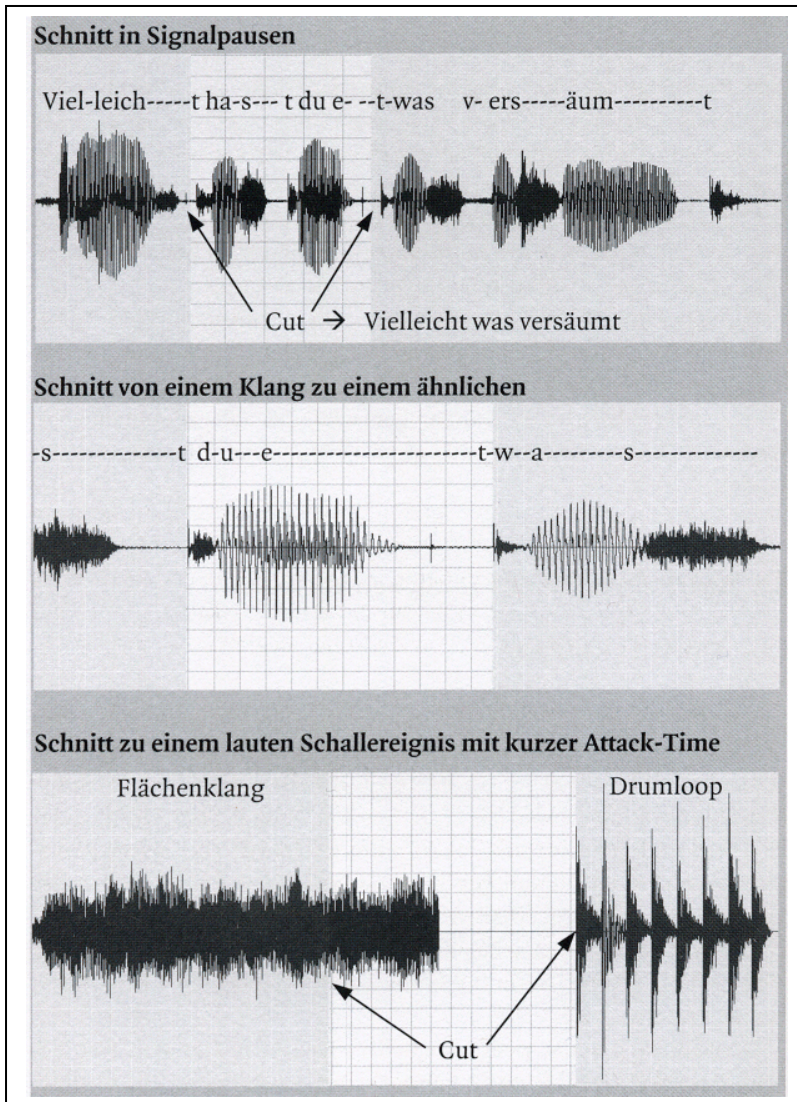 Schnitt in Signalpausen
Viel-leich-----t ha-s--- t du e- --t-was v- ers-----äum----------t
Cut → Vielleicht was versäumt
Schnitt von einem Klang zu einem ähnlichen
-s---------------t d-u---e------------------------t-w--a---------s---------------
Schnitt zu einem lauten Schallereignis mit kurzer Attack-Time
Flächenklang Drumloop
Cut